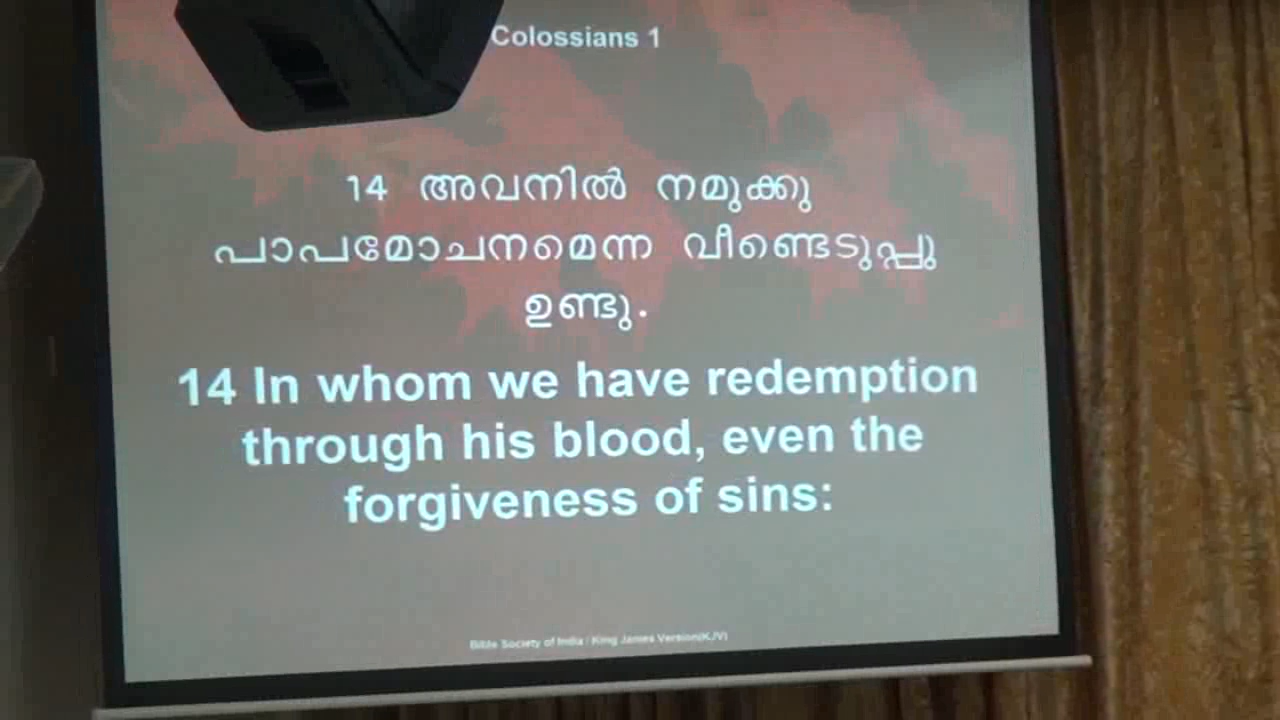 Colossians 1
14 അവനിൽ നമുക്കു
പാപമോചനമെന്ന വീണ്ടെടുപ്പു
ഉണ്ടു.
14 In whom we have redemption
through his blood, even the
forgiveness of sins:
Bible Society of India / King James Version(KJV)